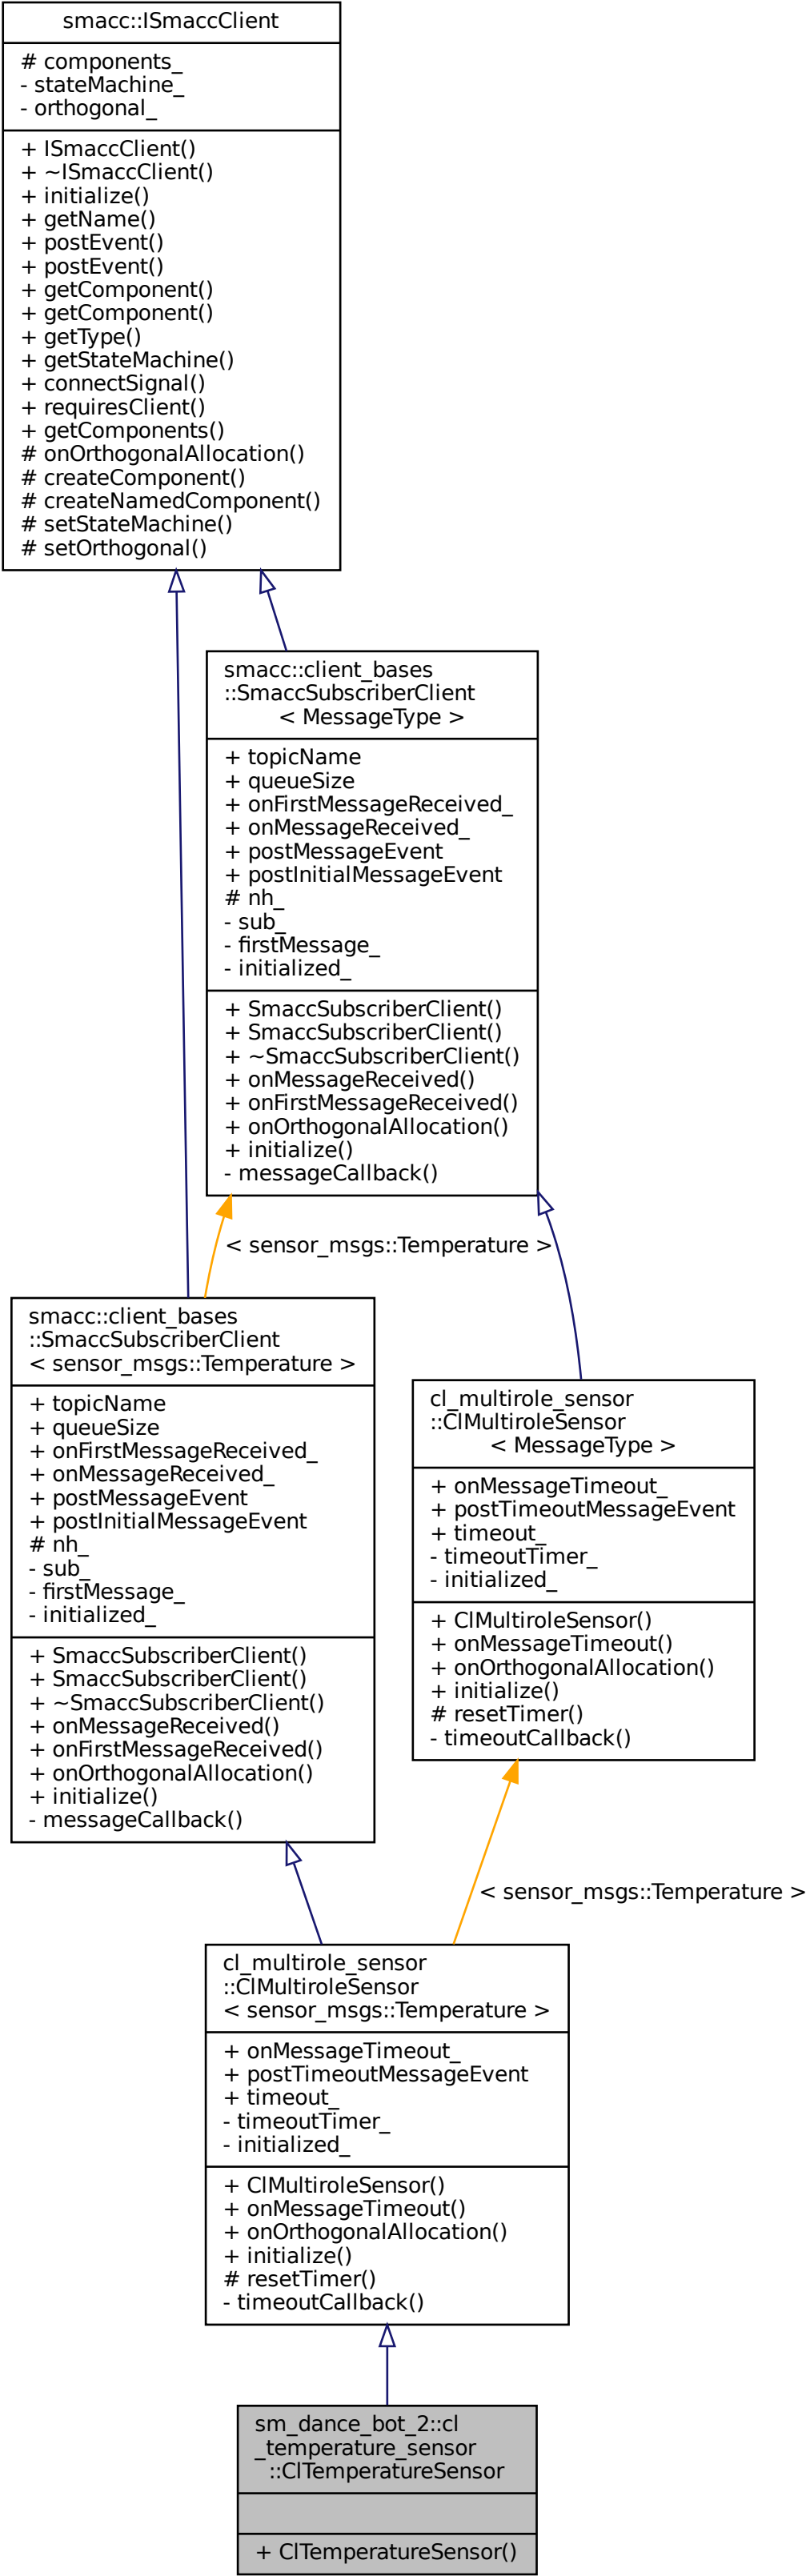 smacc::ISmaccClient
# components_
- stateMachine_
- orthogonal_
+ ISmaccClient()
+ ~ISmaccClient()
+ initialize()
+ getName()
+ postEvent()
+ postEvent()
+ getComponent()
+ getComponent()
+ getType()
+ getStateMachine()
+ connectSignal()
+ requiresClient()
+ getComponents()
# onOrthogonalAllocation()
# createComponent()
# createNamedComponent()
# setStateMachine()
# setOrthogonal()
smacc::client_bases
::SmaccSubscriberClient
< MessageType >
+ topicName
+ queueSize
+ onFirstMessageReceived_
+ onMessageReceived_
+ postMessageEvent
+ postInitialMessageEvent
# nh_
- sub_
- firstMessage_
- initialized_
+ SmaccSubscriberClient()
+ SmaccSubscriberClient()
+ ~SmaccSubscriberClient()
+ onMessageReceived()
+ onFirstMessageReceived()
+ onOrthogonalAllocation()
+ initialize()
- messageCallback()
< sensor_msgs::Temperature >
smacc::client_bases
::SmaccSubscriberClient
< sensor_msgs::Temperature >
+ topicName
+ queueSize
+ onFirstMessageReceived_
+ onMessageReceived_
+ postMessageEvent
+ postInitialMessageEvent
# nh_
- sub_
- firstMessage_
- initialized_
+ SmaccSubscriberClient()
+ SmaccSubscriberClient()
+ ~SmaccSubscriberClient()
+ onMessageReceived()
+ onFirstMessageReceived()
+ onOrthogonalAllocation()
+ initialize()
- messageCallback()
cl_multirole_sensor
::ClMultiroleSensor
< MessageType >
+ onMessageTimeout_
+ postTimeoutMessageEvent
+ timeout_
- timeoutTimer_
- initialized_
+ ClMultiroleSensor()
+ onMessageTimeout()
+ onOrthogonalAllocation()
+ initialize()
# resetTimer()
- timeoutCallback()
< sensor_msgs::Temperature >
cl_multirole_sensor
::ClMultiroleSensor
< sensor_msgs::Temperature >
+ onMessageTimeout_
+ postTimeoutMessageEvent
+ timeout_
- timeoutTimer_
- initialized_
+ ClMultiroleSensor()
+ onMessageTimeout()
+ onOrthogonalAllocation()
+ initialize()
# resetTimer()
- timeoutCallback()
sm_dance_bot_2::cl
_temperature_sensor
::ClTemperatureSensor
+ ClTemperatureSensor()